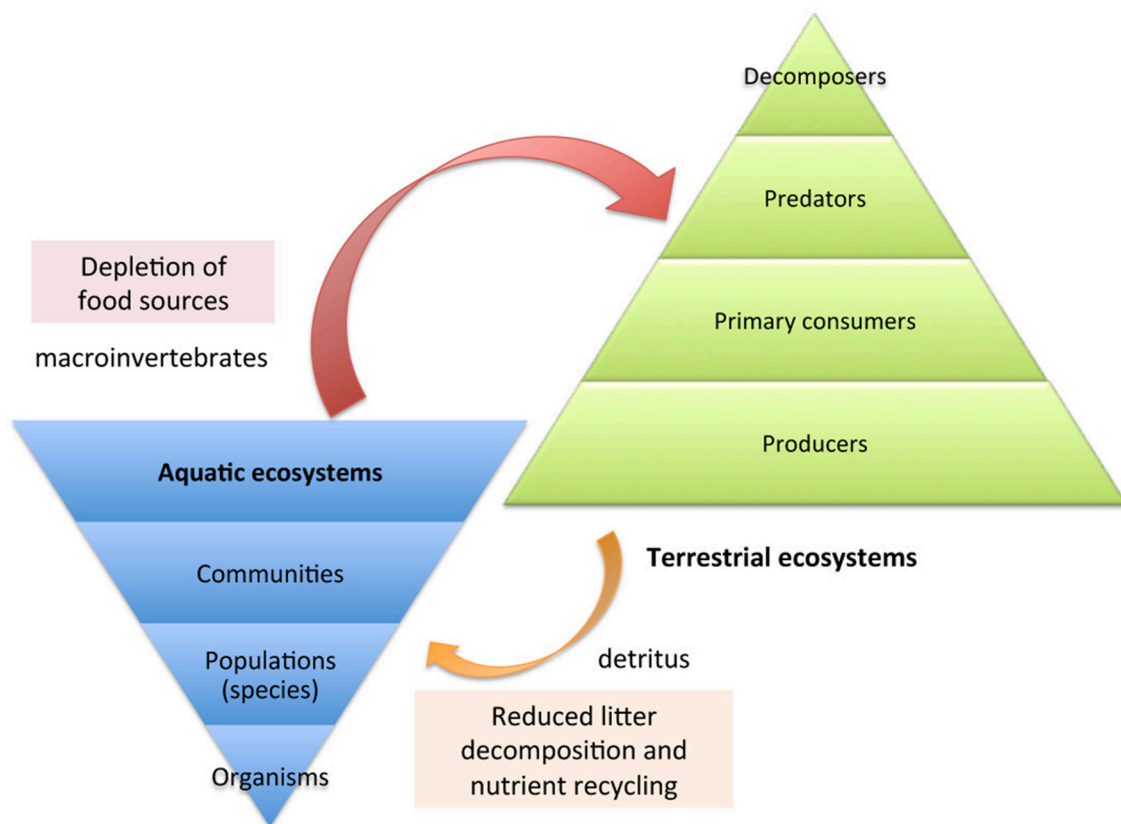 Decomposers
Predators
Primary consumers
Producers
Terrestrial ecosystems
Depletion of
food sources
macroinvertebrates
Aquatic ecosystems
Communities
Populations
(species)
Organisms
detritus
Reduced litter
decomposition and
nutrient recycling